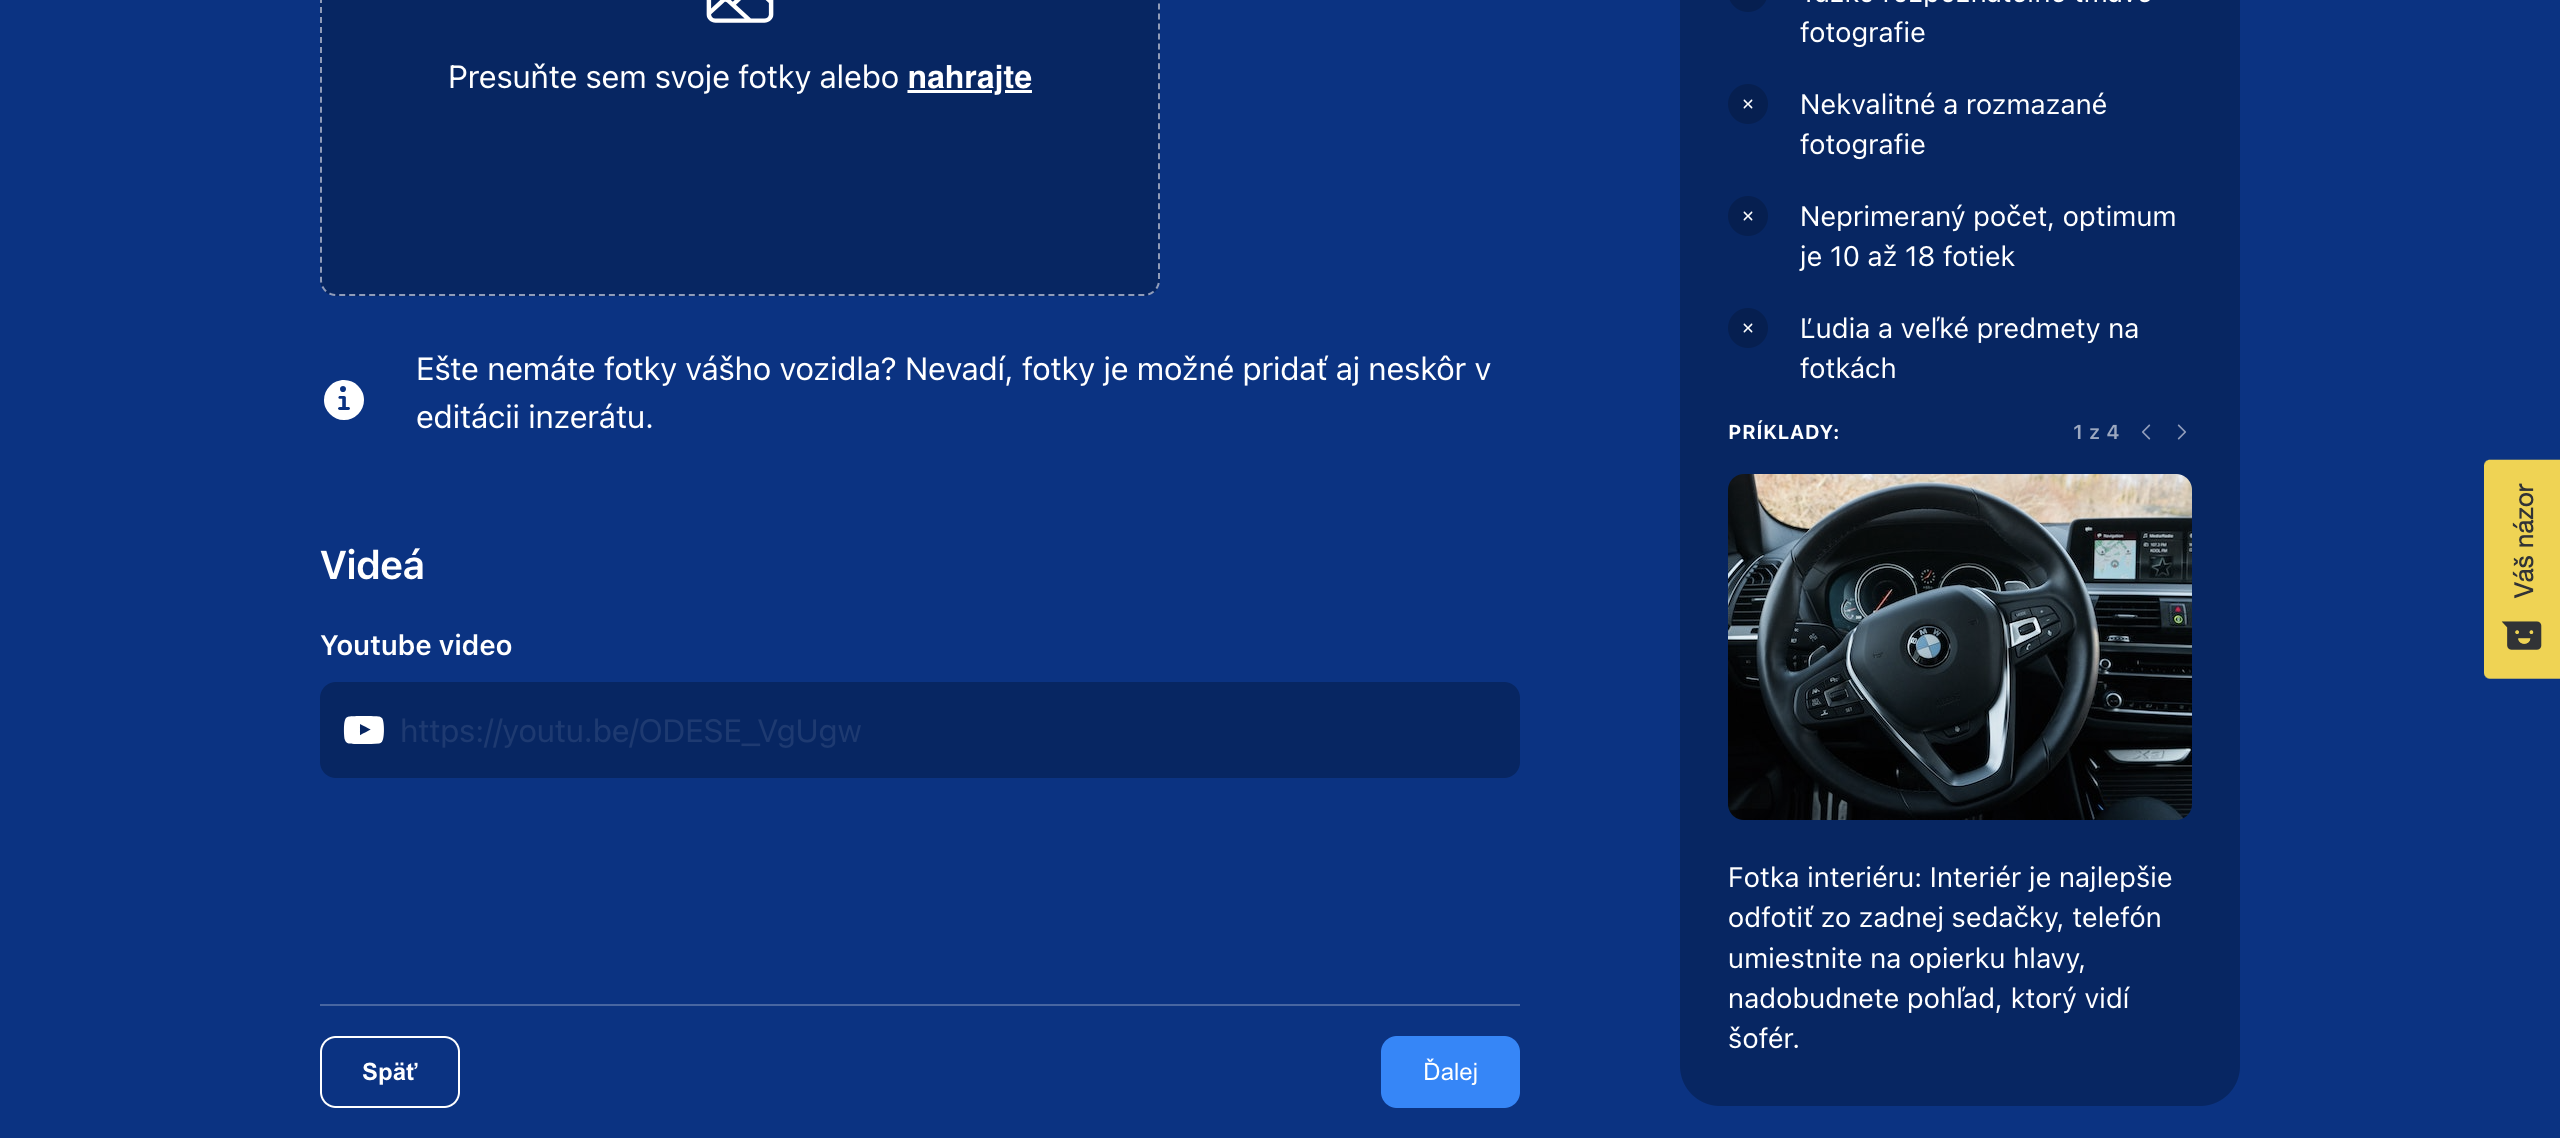 Presuňte sem svoje fotky alebo nahrajte
Ešte nemáte fotky vášho vozidla? Nevadí, fotky je možné pridať aj neskôr v
editácii inzerátu.
Videá
Youtube video
https://youtu.be/ODESE_VgUgw
Späť
Ďalej
fotografie
Nekvalitné a rozmazané
fotografie
Neprimeraný počet, optimum
je 10 až 18 fotiek
Ľudia a veľké predmety na
fotkách
PRÍKLADY:
1 z 4
Fotka interiéru: Interiér je najlepšie
odfotiť zo zadnej sedačky, telefón
umiestnite na opierku hlavy,
nadobudnete pohľad, ktorý vidí
šofér.
Váš názor